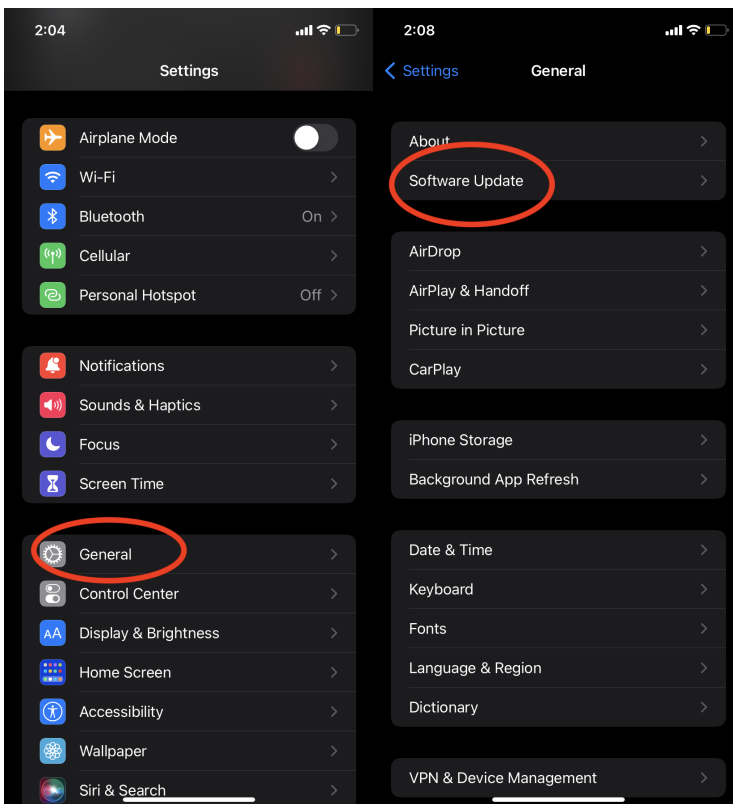 2:04
Settings
Airplane Mode
Wi-Fi
Bluetooth On
Cellular
Personal Hotspot Off
Notifications
Sounds & Haptics
Focus
Screen Time
General
Control Center
AA Display & Brightness
Home Screen
Accessibility
Wallpaper
Siri & Search
2:08
Settings General
About
Software Update
AirDrop
AirPlay & Handoff
Picture in Picture
CarPlay
iPhone Storage
Background App Refresh
Date & Time
Keyboard
Fonts
Language & Region
Dictionary
VPN & Device Management